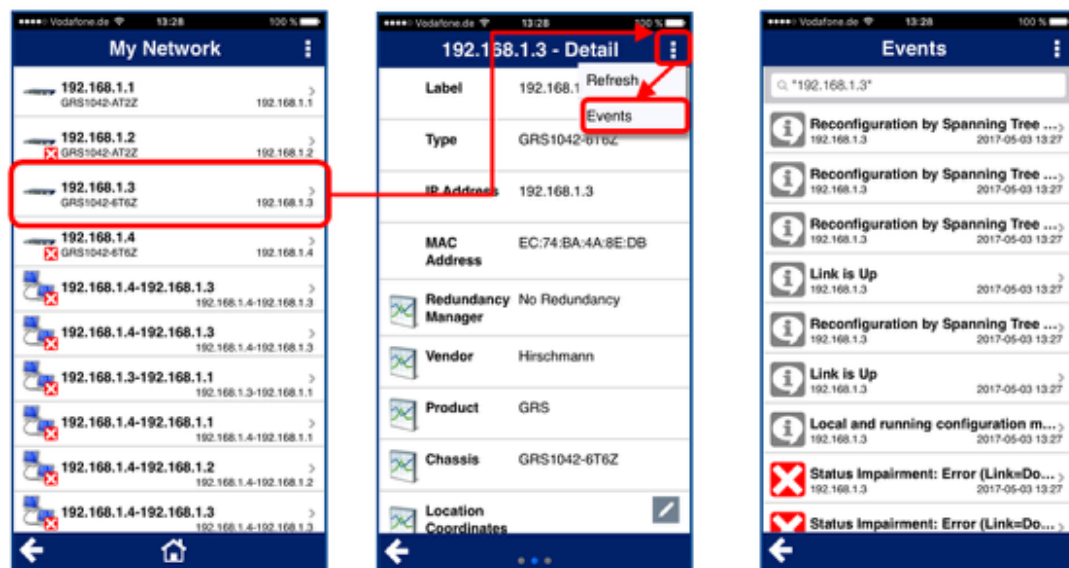 Vodafone.de 13:28 100 %
My Network
192.168.1.1
GRS1042-AT2Z 192.168.1.1
192.168.1.2
GRS1042-AT2Z 192.168.1.2
192.168.1.3
GRS1042-6T6Z 192.168.1.3
192.168.1.4
GRS1042-6T6Z 192.168.1.4
192.168.1.4-192.168.1.3
192.168.1.4-192.168.1.3
192.168.1.4-192.168.1.3
192.168.1.4-192.168.1.3
192.168.1.3-192.168.1.1
192.168.1.3-192.168.1.1
192.168.1.4-192.168.1.1
192.168.1.4-192.168.1.1
192.168.1.4-192.168.1.2
192.168.1.4-192.168.1.2
192.168.1.4-192.168.1.3
192.168.1.4-192.168.1.3
Vodafone.de 13:28 100 %
192.168.1.3 - Detail
Refresh
Events
Label 192.168.1
Type GRS1042-6T6Z
IP Address 192.168.1.3
MAC EC:74:BA:4A:8E:DB
Address
Redundancy No Redundancy
Manager
Vendor Hirschmann
Product GRS
Chassis GRS1042-6T6Z
Location
Coordinates
Vodafone.de 13:28 100 %
Events
"192.168.1.3"
Reconfiguration by Spanning Tree ...
192.168.1.3 2017-05-03 13:27
Reconfiguration by Spanning Tree ...
192.168.1.3 2017-05-03 13:27
Reconfiguration by Spanning Tree ...
192.168.1.3 2017-05-03 13:27
Link is Up
192.168.1.3 2017-05-03 13:27
Reconfiguration by Spanning Tree ...
192.168.1.3 2017-05-03 13:27
Link is Up
192.168.1.3 2017-05-03 13:27
Local and running configuration m...
192.168.1.3 2017-05-03 13:27
Status Impairment: Error (Link=Do...
192.168.1.3 2017-05-03 13:27
Status Impairment: Error (Link=Do...